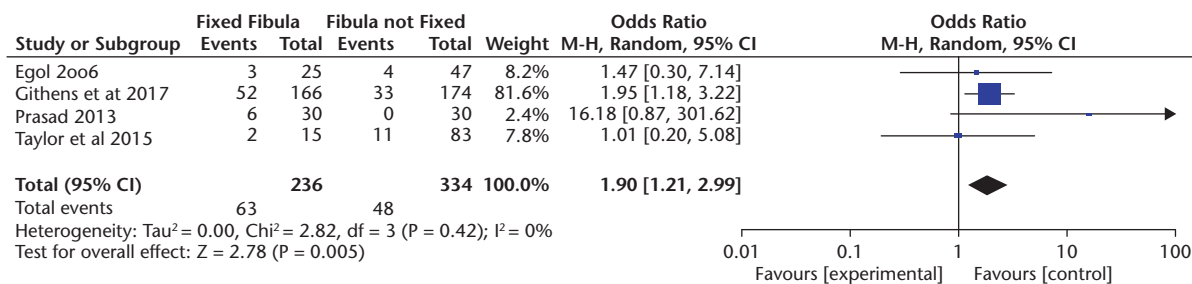 Fixed Fibula Fibula not Fixed Odds Ratio Odds Ratio
Study or Subgroup Events Total Events Total Weight M-H, Random, 95% CI M-H, Random, 95% CI
Egol 2oo6 3 25 4 47 8.2% 1.47 [0.30, 7.14]
Githens et at 2017 52 166 33 174 81.6% 1.95 [1.18, 3.22]
Prasad 2013 6 30 0 30 2.4% 16.18 [0.87, 301.62]
Taylor et al 2015 2 15 11 83 7.8% 1.01 [0.20, 5.08]
Total (95% CI) 236 334 100.0% 1.90 [1.21, 2.99]
Total events 63 48
Heterogeneity: Tau² = 0.00, Chi² = 2.82, df = 3 (P = 0.42); I² = 0%
Test for overall effect: Z = 2.78 (P = 0.005)
0.01 0.1 1 10 100
Favours [experimental] Favours [control]